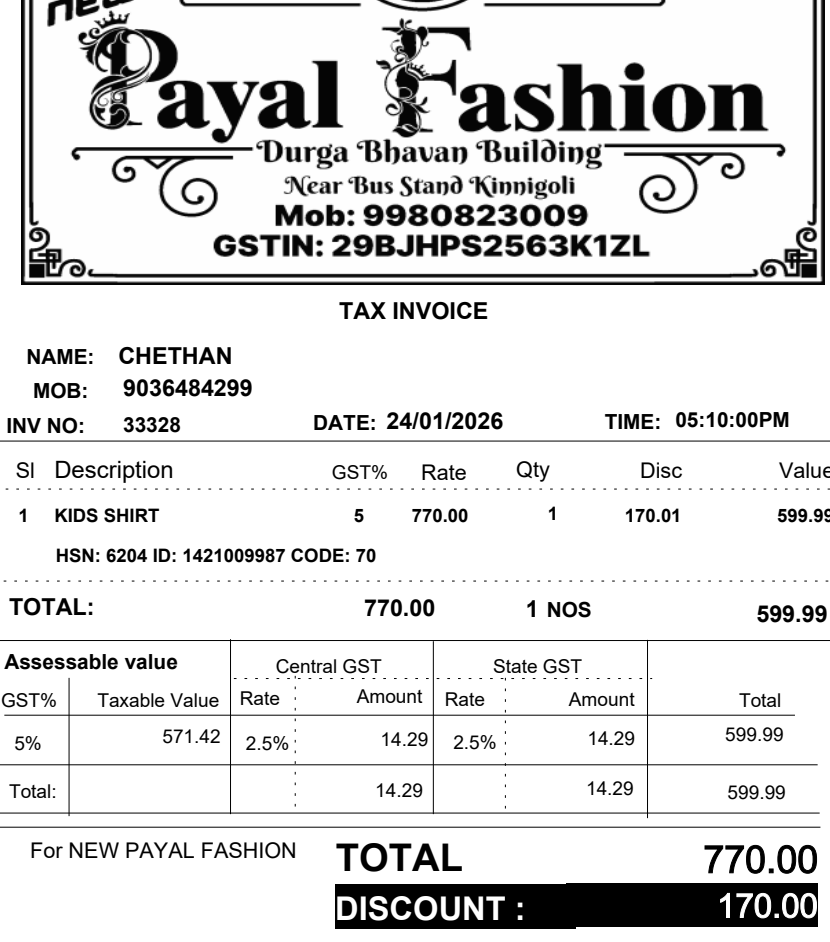 new
Payal Fashion
Durga Bhavan Building
Near Bus Stand Kinnigoli
Mob: 9980823009
GSTIN: 29BJHPS2563K1ZL
TAX INVOICE
NAME: CHETHAN
MOB: 9036484299
INV NO: 33328 DATE: 24/01/2026 TIME: 05:10:00PM
Sl Description GST% Rate Qty Disc Value
1 KIDS SHIRT 5 770.00 1 170.01 599.99
HSN: 6204 ID: 1421009987 CODE: 70
TOTAL: 770.00 1 NOS 599.99
Assessable value Central GST State GST
GST% Taxable Value Rate Amount Rate Amount Total
5% 571.42 2.5% 14.29 2.5% 14.29 599.99
Total: 14.29 14.29 599.99
For NEW PAYAL FASHION TOTAL 770.00
DISCOUNT : 170.00